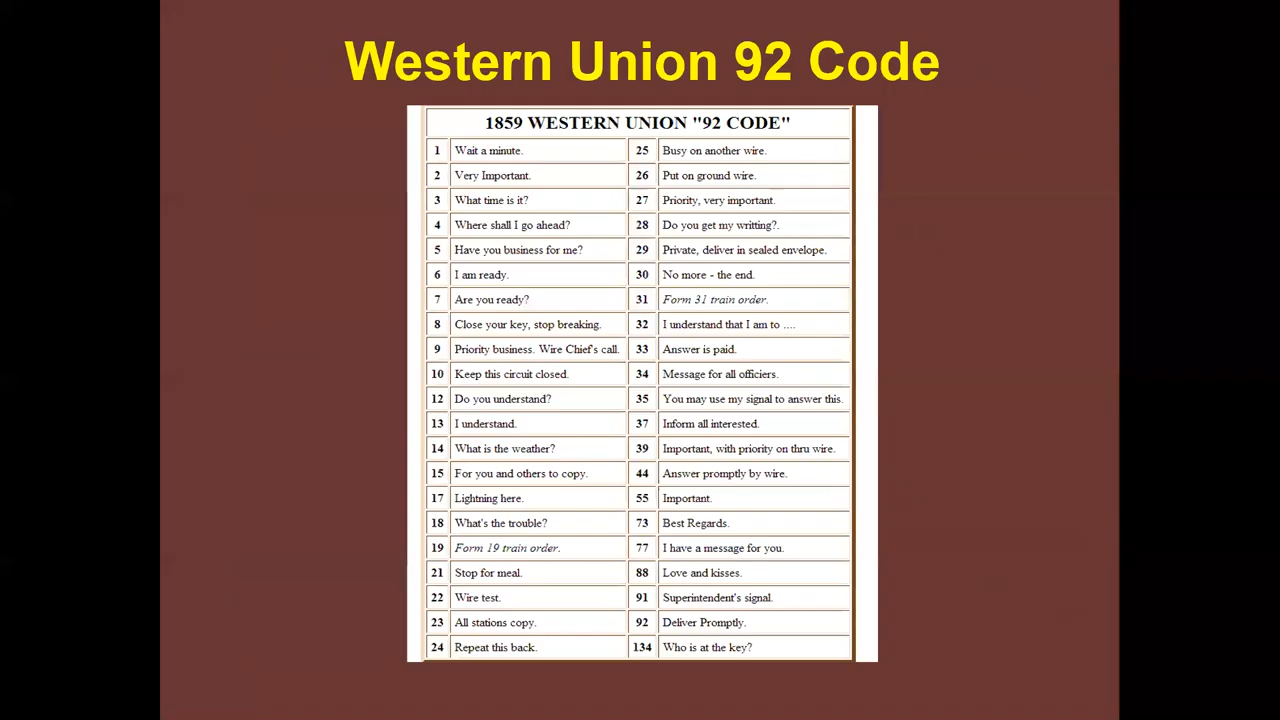 Western Union 92 Code
1859 WESTERN UNION "92 CODE"
1 Wait a minute. 25 Busy on another wire.
2 Very Important. 26 Put on ground wire.
3 What time is it? 27 Priority, very important.
4 Where shall I go ahead? 28 Do you get my writting?.
5 Have you business for me? 29 Private, deliver in sealed envelope.
6 I am ready. 30 No more - the end.
7 Are you ready? 31 Form 31 train order.
8 Close your key, stop breaking. 32 I understand that I am to ....
9 Priority business. Wire Chief's call. 33 Answer is paid.
10 Keep this circuit closed. 34 Message for all officiers.
12 Do you understand? 35 You may use my signal to answer this.
13 I understand. 37 Inform all interested.
14 What is the weather? 39 Important, with priority on thru wire.
15 For you and others to copy. 44 Answer promptly by wire.
17 Lightning here. 55 Important.
18 What's the trouble? 73 Best Regards.
19 Form 19 train order. 77 I have a message for you.
21 Stop for meal. 88 Love and kisses.
22 Wire test. 91 Superintendent's signal.
23 All stations copy. 92 Deliver Promptly.
24 Repeat this back. 134 Who is at the key?